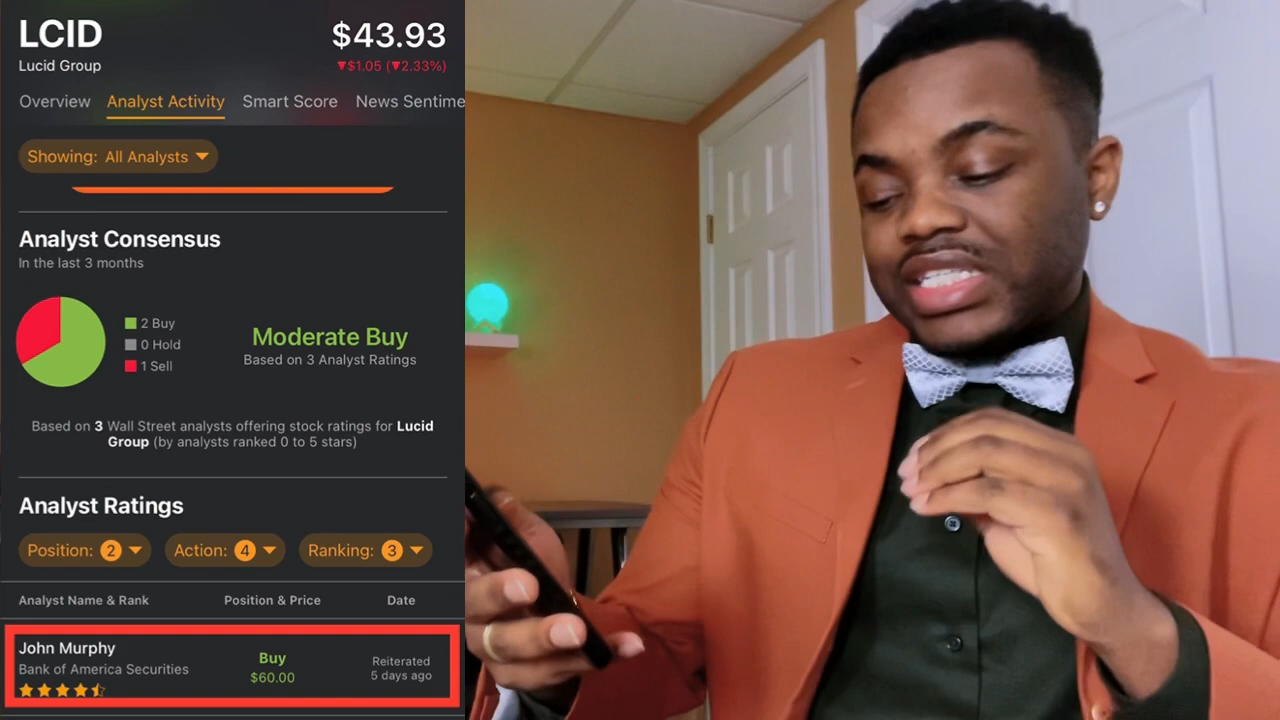 LCID
$43.93
Lucid Group
▼$1.05 (▼2.33%)
Overview Analyst Activity Smart Score News Sentime
Showing: All Analysts ▼
Analyst Consensus
In the last 3 months
2 Buy
0 Hold
1 Sell
Moderate Buy
Based on 3 Analyst Ratings
Based on 3 Wall Street analysts offering stock ratings for Lucid
Group (by analysts ranked 0 to 5 stars)
Analyst Ratings
Position: 2 ▼ Action: 4 ▼ Ranking: 3 ▼
Analyst Name & Rank Position & Price Date
John Murphy
Bank of America Securities
Buy
$60.00
Reiterated
5 days ago